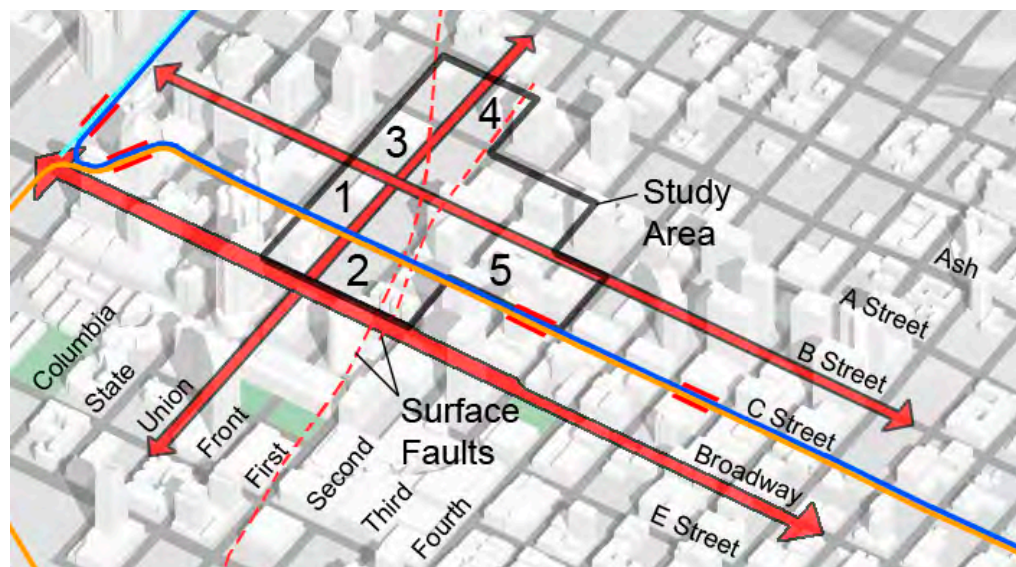 4
3
Study
Area
1
2
5
Ash
A Street
B Street
C Street
Broadway
E Street
Columbia
State
Union
Front
First
Second
Third
Fourth
Surface
Faults